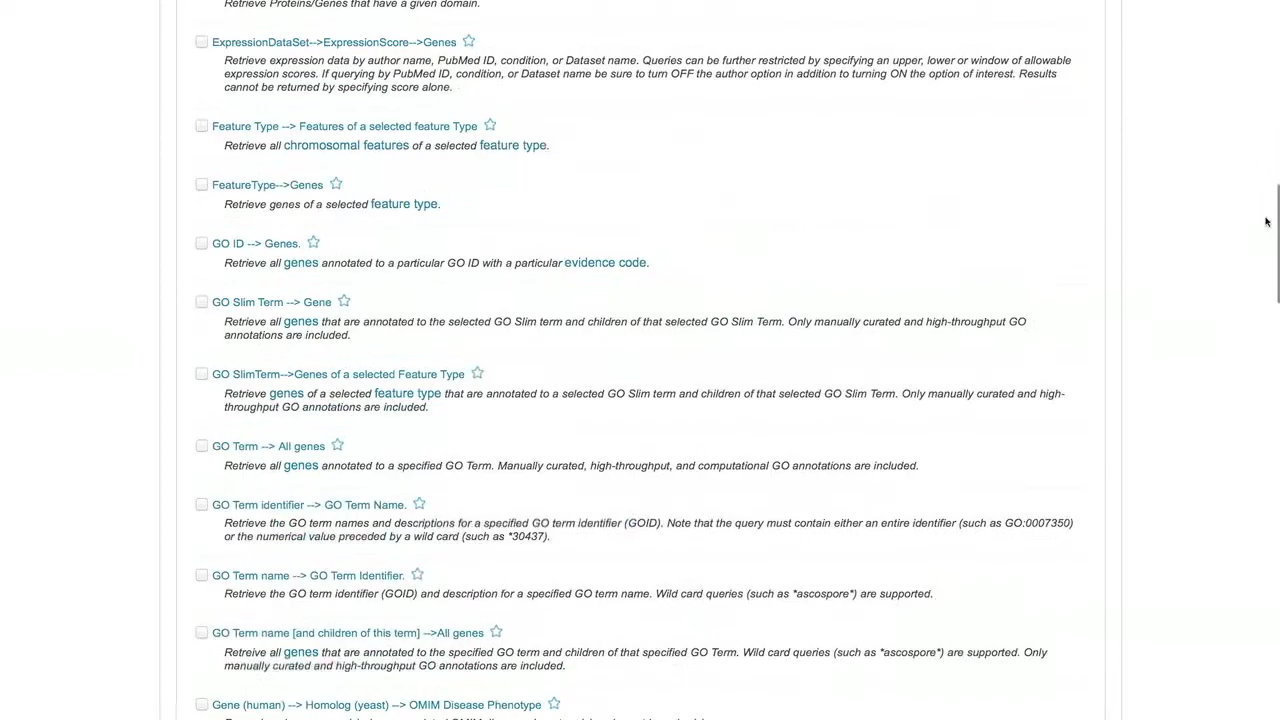 Retrieve Proteins/Genes that have a given domain.
ExpressionDataSet-->ExpressionScore-->Genes
Retrieve expression data by author name, PubMed ID, condition, or Dataset name. Queries can be further restricted by specifying an upper, lower or window of allowable
expression scores. If querying by PubMed ID, condition, or Dataset name be sure to turn OFF the author option in addition to turning ON the option of interest. Results
cannot be returned by specifying score alone.
Feature Type --> Features of a selected feature Type
Retrieve all chromosomal features of a selected feature type.
FeatureType-->Genes
Retrieve genes of a selected feature type.
GO ID --> Genes.
Retrieve all genes annotated to a particular GO ID with a particular evidence code.
GO Slim Term --> Gene
Retrieve all genes that are annotated to the selected GO Slim term and children of that selected GO Slim Term. Only manually curated and high-throughput GO
annotations are included.
GO SlimTerm-->Genes of a selected Feature Type
Retrieve genes of a selected feature type that are annotated to a selected GO Slim term and children of that selected GO Slim Term. Only manually curated and high-
throughput GO annotations are included.
GO Term --> All genes
Retrieve all genes annotated to a specified GO Term. Manually curated, high-throughput, and computational GO annotations are included.
GO Term identifier --> GO Term Name.
Retrieve the GO term names and descriptions for a specified GO term identifier (GOID). Note that the query must contain either an entire identifier (such as GO:0007350)
or the numerical value preceded by a wild card (such as *30437).
GO Term name --> GO Term Identifier.
Retrieve the GO term identifier (GOID) and description for a specified GO term name. Wild card queries (such as *ascospore*) are supported.
GO Term name [and children of this term] -->All genes
Retreive all genes that are annotated to the specified GO term and children of that specified GO Term. Wild card queries (such as *ascospore*) are supported. Only
manually curated and high-throughput GO annotations are included.
Gene (human) --> Homolog (yeast) --> OMIM Disease Phenotype